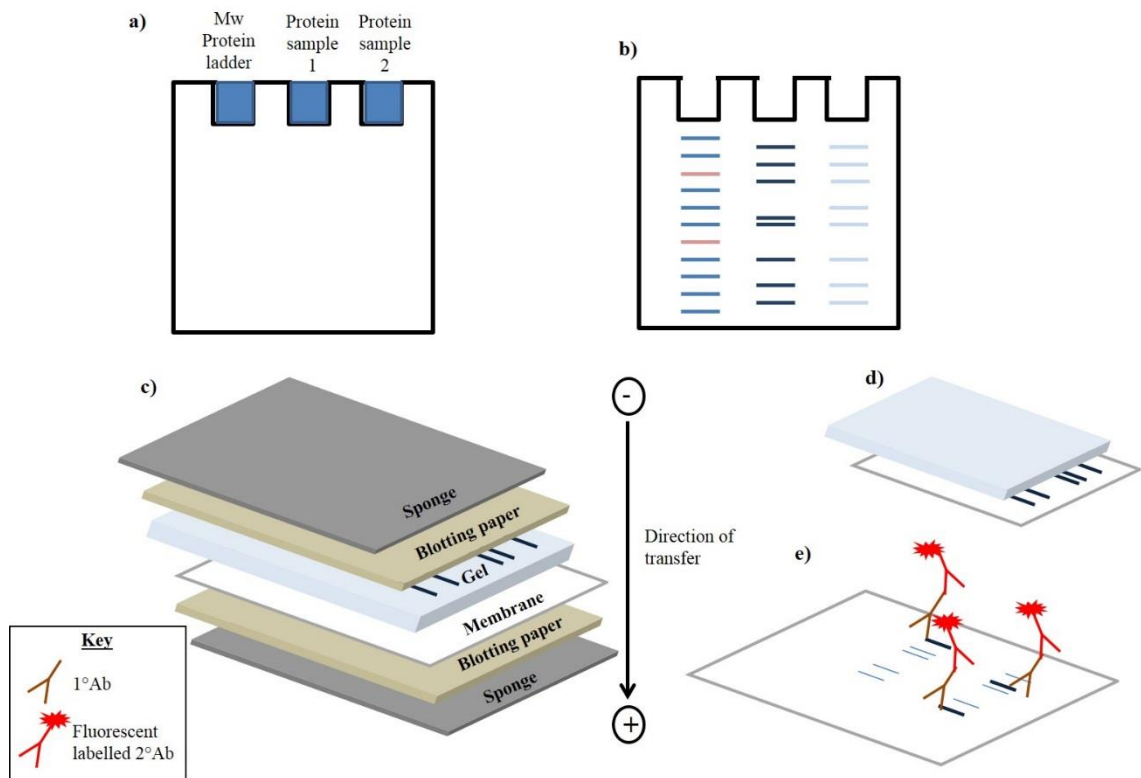 a)
Mw
Protein
ladder
Protein
sample
1
Protein
sample
2
b)
c)
Sponge
Blotting paper
Gel
Membrane
Blotting paper
Sponge
-
Direction of
transfer
+
d)
e)
Key
1°Ab
Fluorescent
labelled 2°Ab